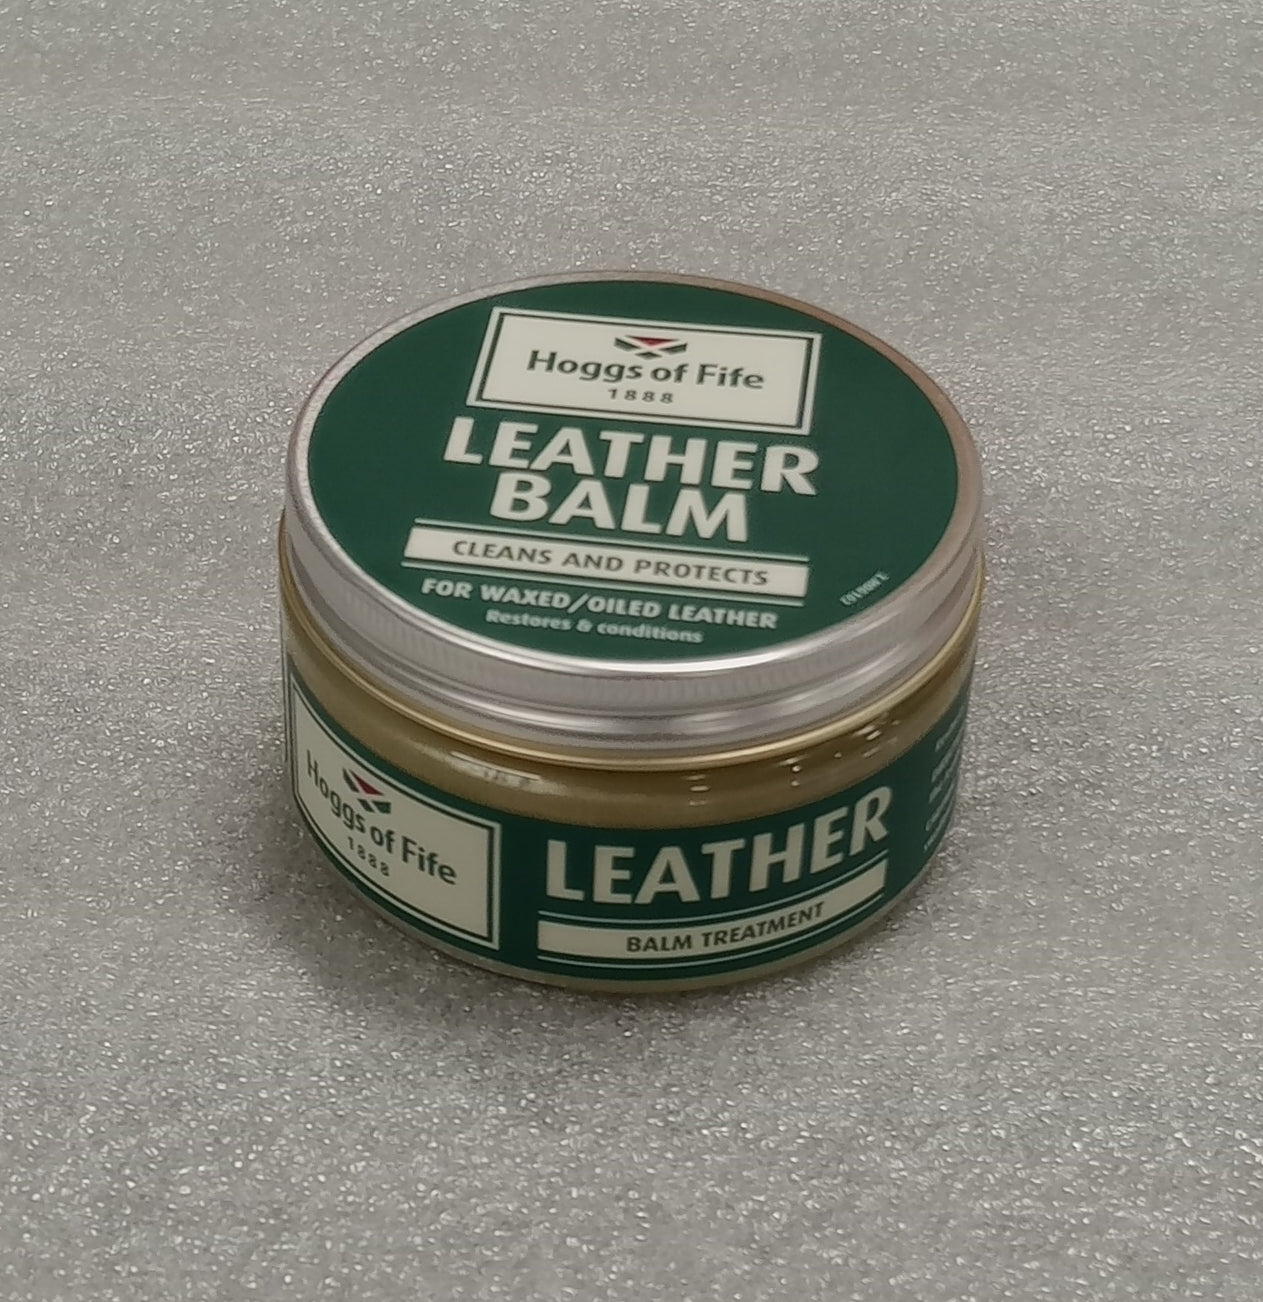 Hoggs of Fife
1888
LEATHER
BALM
CLEANS AND PROTECTS
FOR WAXED/OILED LEATHER
Restores & conditions
Hoggs of Fife
1888
LEATHER
BALM TREATMENT